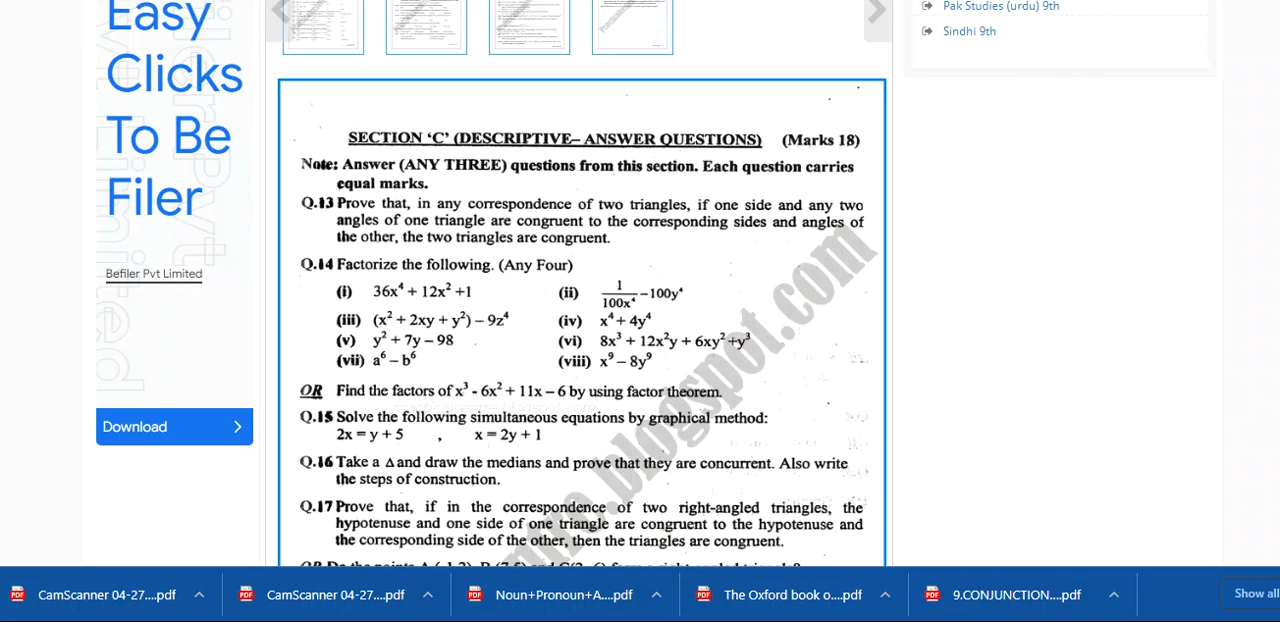 Easy
Clicks
To Be
Filer
Befiler Pvt Limited
Download
Pak Studies (urdu) 9th
Sindhi 9th
SECTION ‘C’ (DESCRIPTIVE– ANSWER QUESTIONS) (Marks 18)
Note: Answer (ANY THREE) questions from this section. Each question carries
equal marks.
Q.13 Prove that, in any correspondence of two triangles, if one side and any two
angles of one triangle are congruent to the corresponding sides and angles of
the other, the two triangles are congruent.
Q.14 Factorize the following. (Any Four)
(i) 36x⁴ + 12x² +1 (ii) 1/100x⁴ –100y⁴
(iii) (x² + 2xy + y²) – 9z⁴ (iv) x⁴ + 4y⁴
(v) y² + 7y – 98 (vi) 8x³ + 12x²y + 6xy² +y³
(vii) a⁶ – b⁶ (viii) x⁹ – 8y⁹
OR Find the factors of x³ - 6x² + 11x – 6 by using factor theorem.
Q.15 Solve the following simultaneous equations by graphical method:
2x = y + 5 , x = 2y + 1
Q.16 Take a Δ and draw the medians and prove that they are concurrent. Also write
the steps of construction.
Q.17 Prove that, if in the correspondence of two right-angled triangles, the
hypotenuse and one side of one triangle are congruent to the hypotenuse and
the corresponding side of the other, then the triangles are congruent.
.blogspot.com
CamScanner 04-27....pdf
CamScanner 04-27....pdf
Noun+Pronoun+A....pdf
The Oxford book o....pdf
9.CONJUNCTION....pdf
Show all